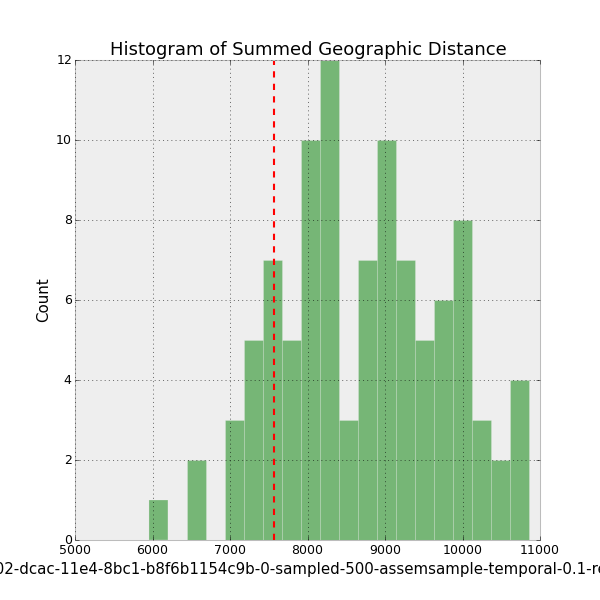 Histogram of Summed Geographic Distance
12
10
8
6
4
2
0
Count
5000 6000 7000 8000 9000 10000 11000
02-dcac-11e4-8bc1-b8f6b1154c9b-0-sampled-500-assemsample-temporal-0.1-re